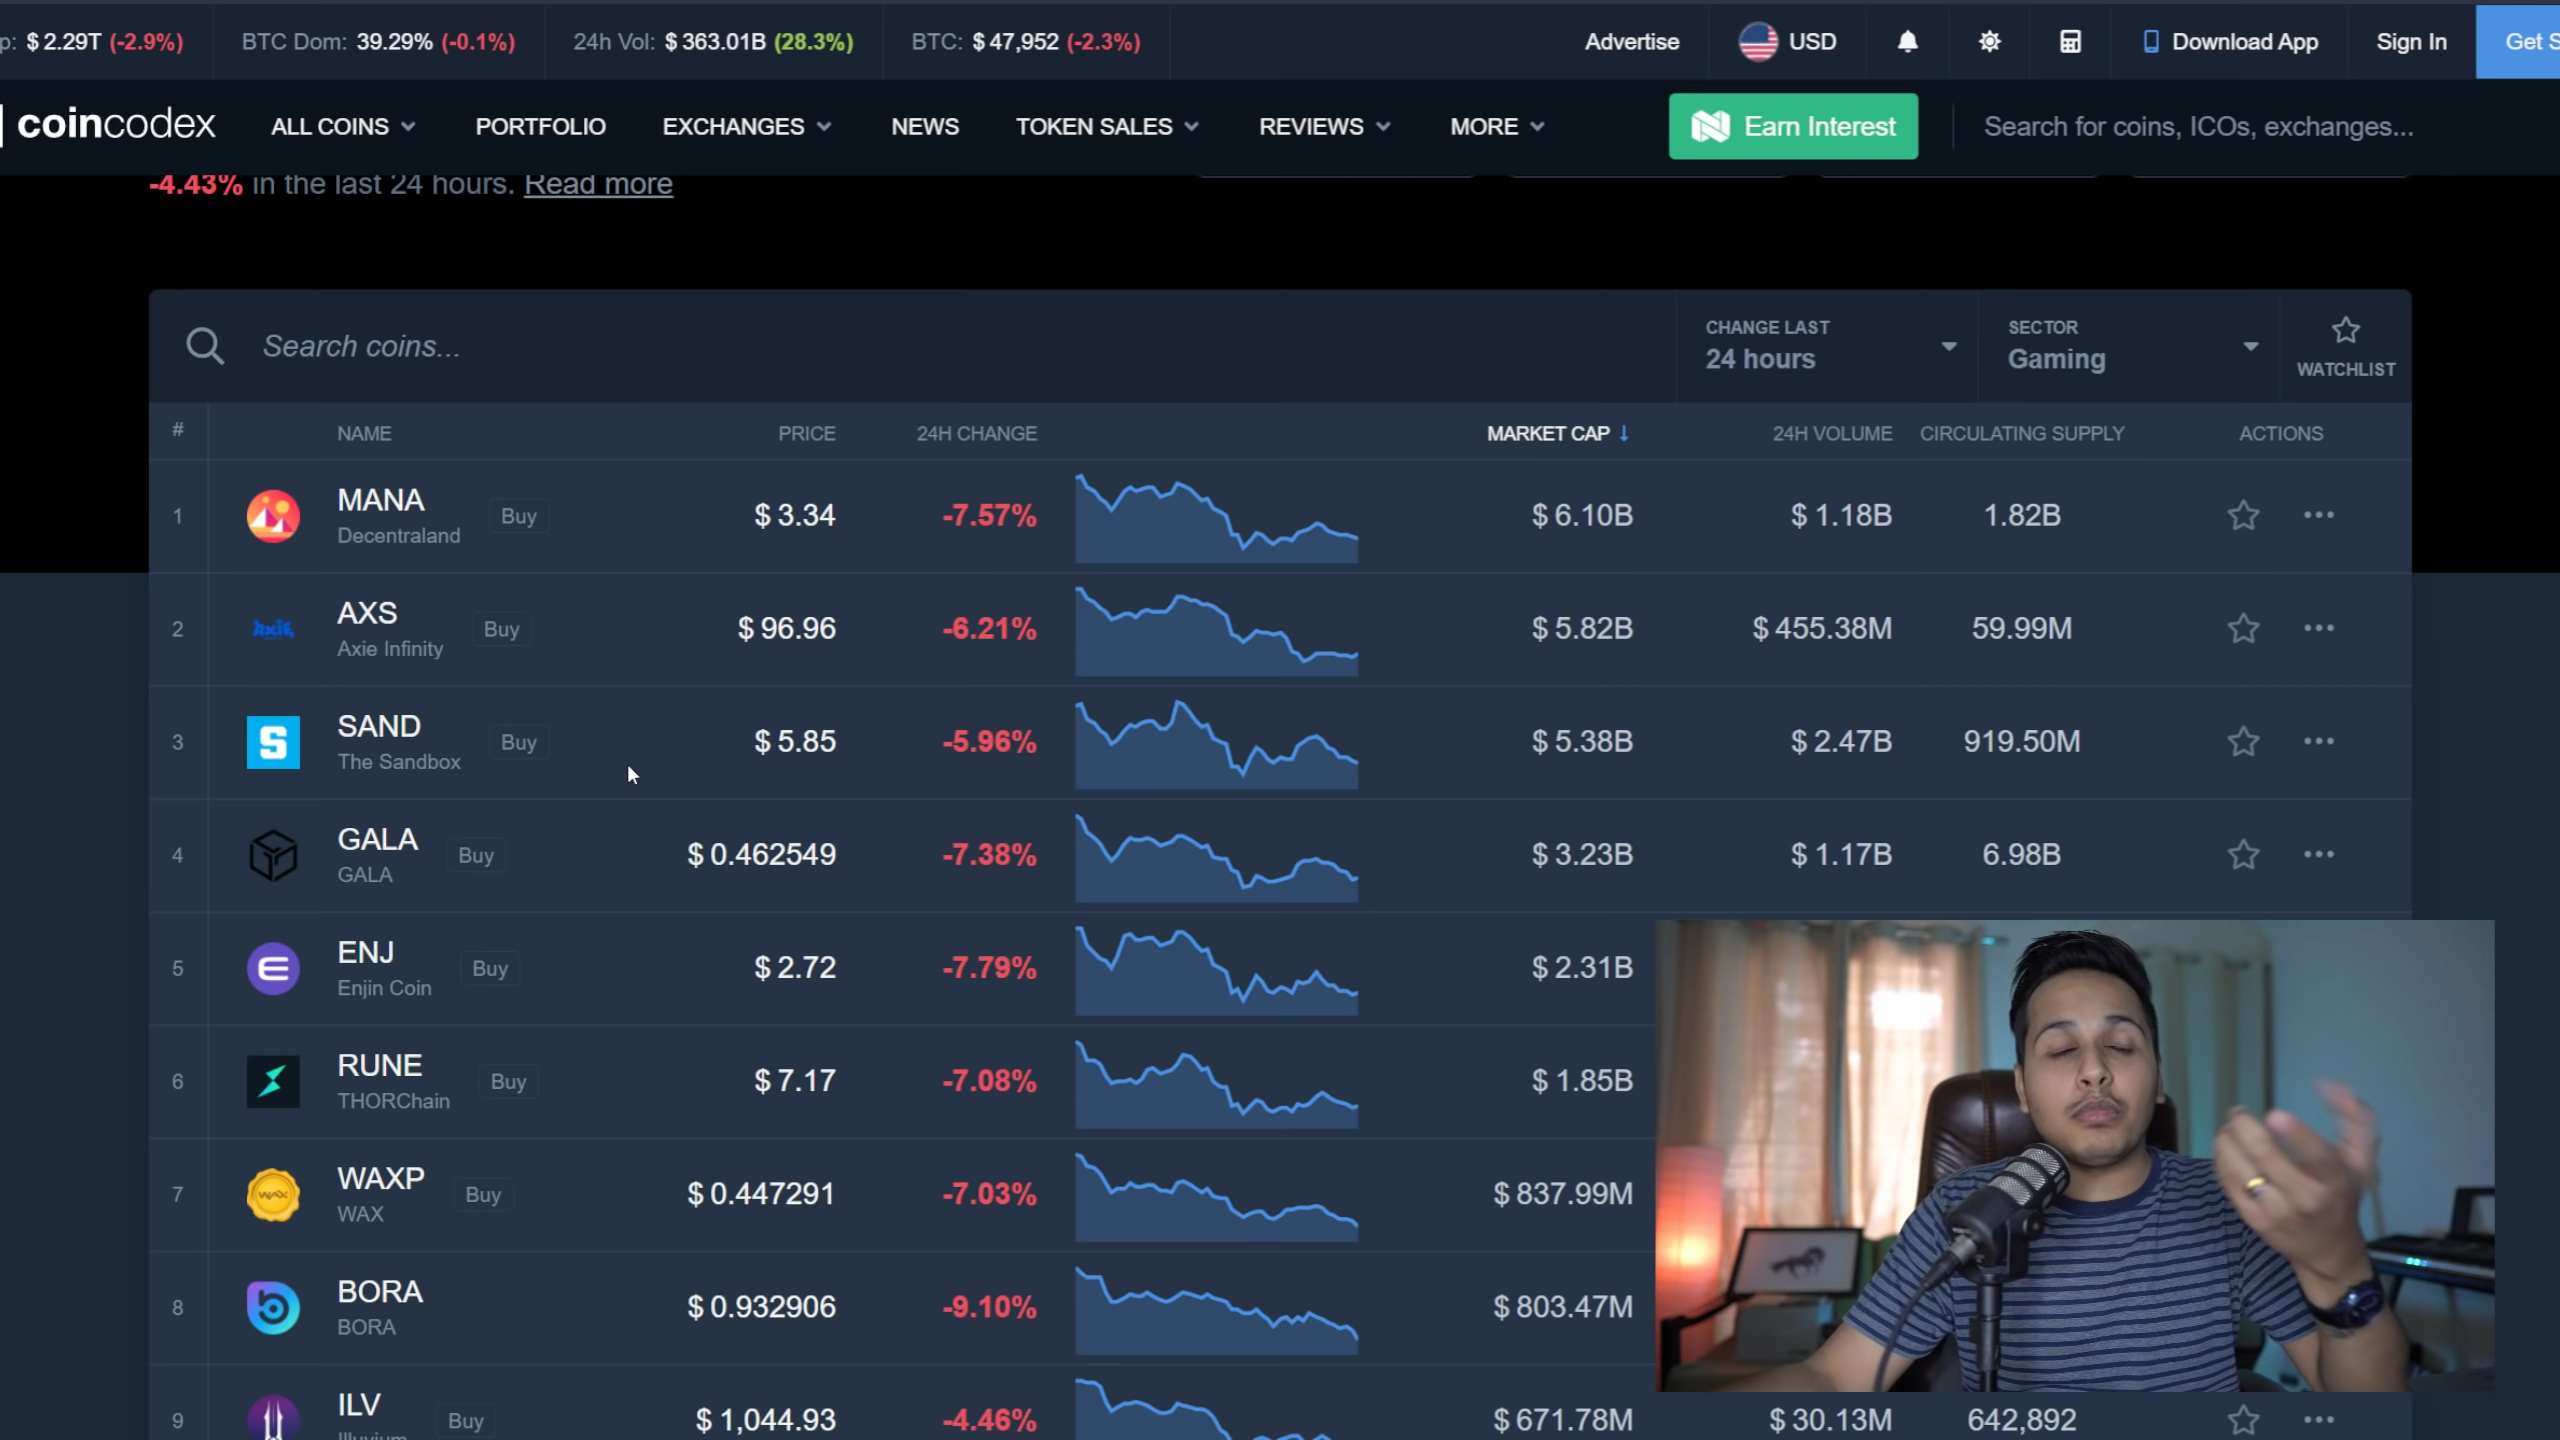 p: $ 2.29T (-2.9%) BTC Dom: 39.29% (-0.1%) 24h Vol: $ 363.01B (28.3%) BTC: $ 47,952 (-2.3%) Advertise USD Download App Sign In Get S
coincodex ALL COINS PORTFOLIO EXCHANGES NEWS TOKEN SALES REVIEWS MORE Earn Interest Search for coins, ICOs, exchanges...
-4.43% in the last 24 hours. Read more
Search coins...
CHANGE LAST
24 hours
SECTOR
Gaming
WATCHLIST
# NAME PRICE 24H CHANGE MARKET CAP 24H VOLUME CIRCULATING SUPPLY ACTIONS
1 MANA Buy $ 3.34 -7.57% $ 6.10B $ 1.18B 1.82B
Decentraland
2 AXS Buy $ 96.96 -6.21% $ 5.82B $ 455.38M 59.99M
Axie Infinity
3 SAND Buy $ 5.85 -5.96% $ 5.38B $ 2.47B 919.50M
The Sandbox
4 GALA Buy $ 0.462549 -7.38% $ 3.23B $ 1.17B 6.98B
GALA
5 ENJ Buy $ 2.72 -7.79% $ 2.31B
Enjin Coin
6 RUNE Buy $ 7.17 -7.08% $ 1.85B
THORChain
7 WAXP Buy $ 0.447291 -7.03% $ 837.99M
WAX
8 BORA $ 0.932906 -9.10% $ 803.47M
BORA
9 ILV Buy $ 1,044.93 -4.46% $ 671.78M $ 30.13M 642,892